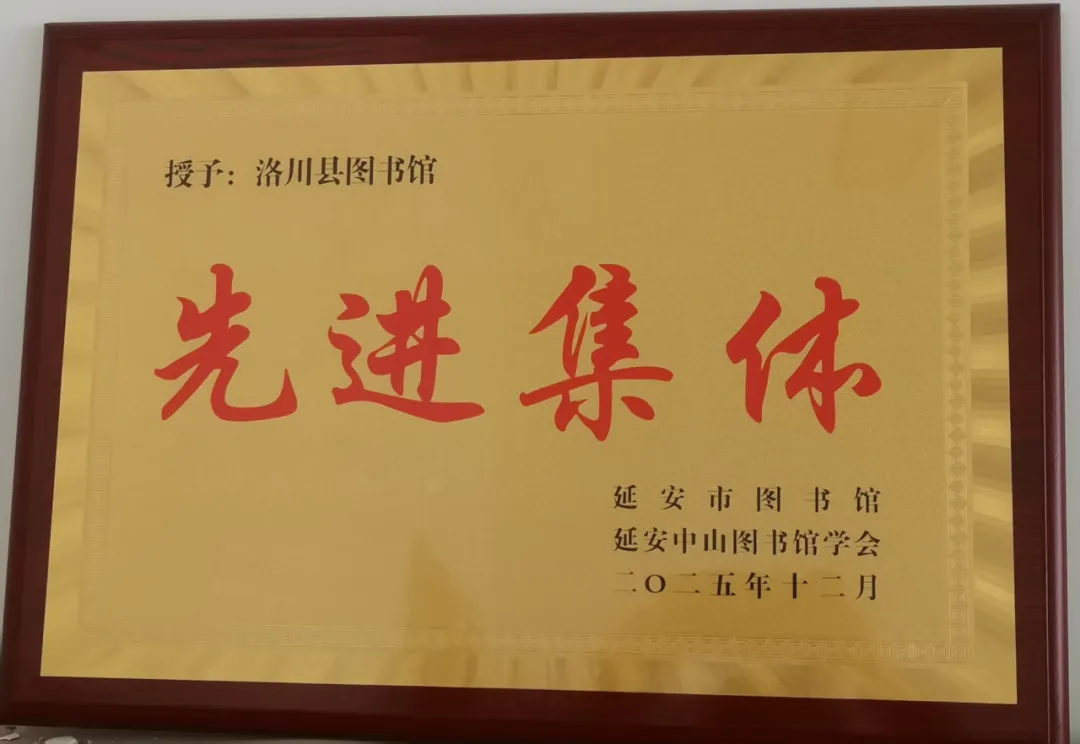 授予：洛川县图书馆
先进集体
延安市图书馆
延安中山图书馆学会
二〇二五年十二月